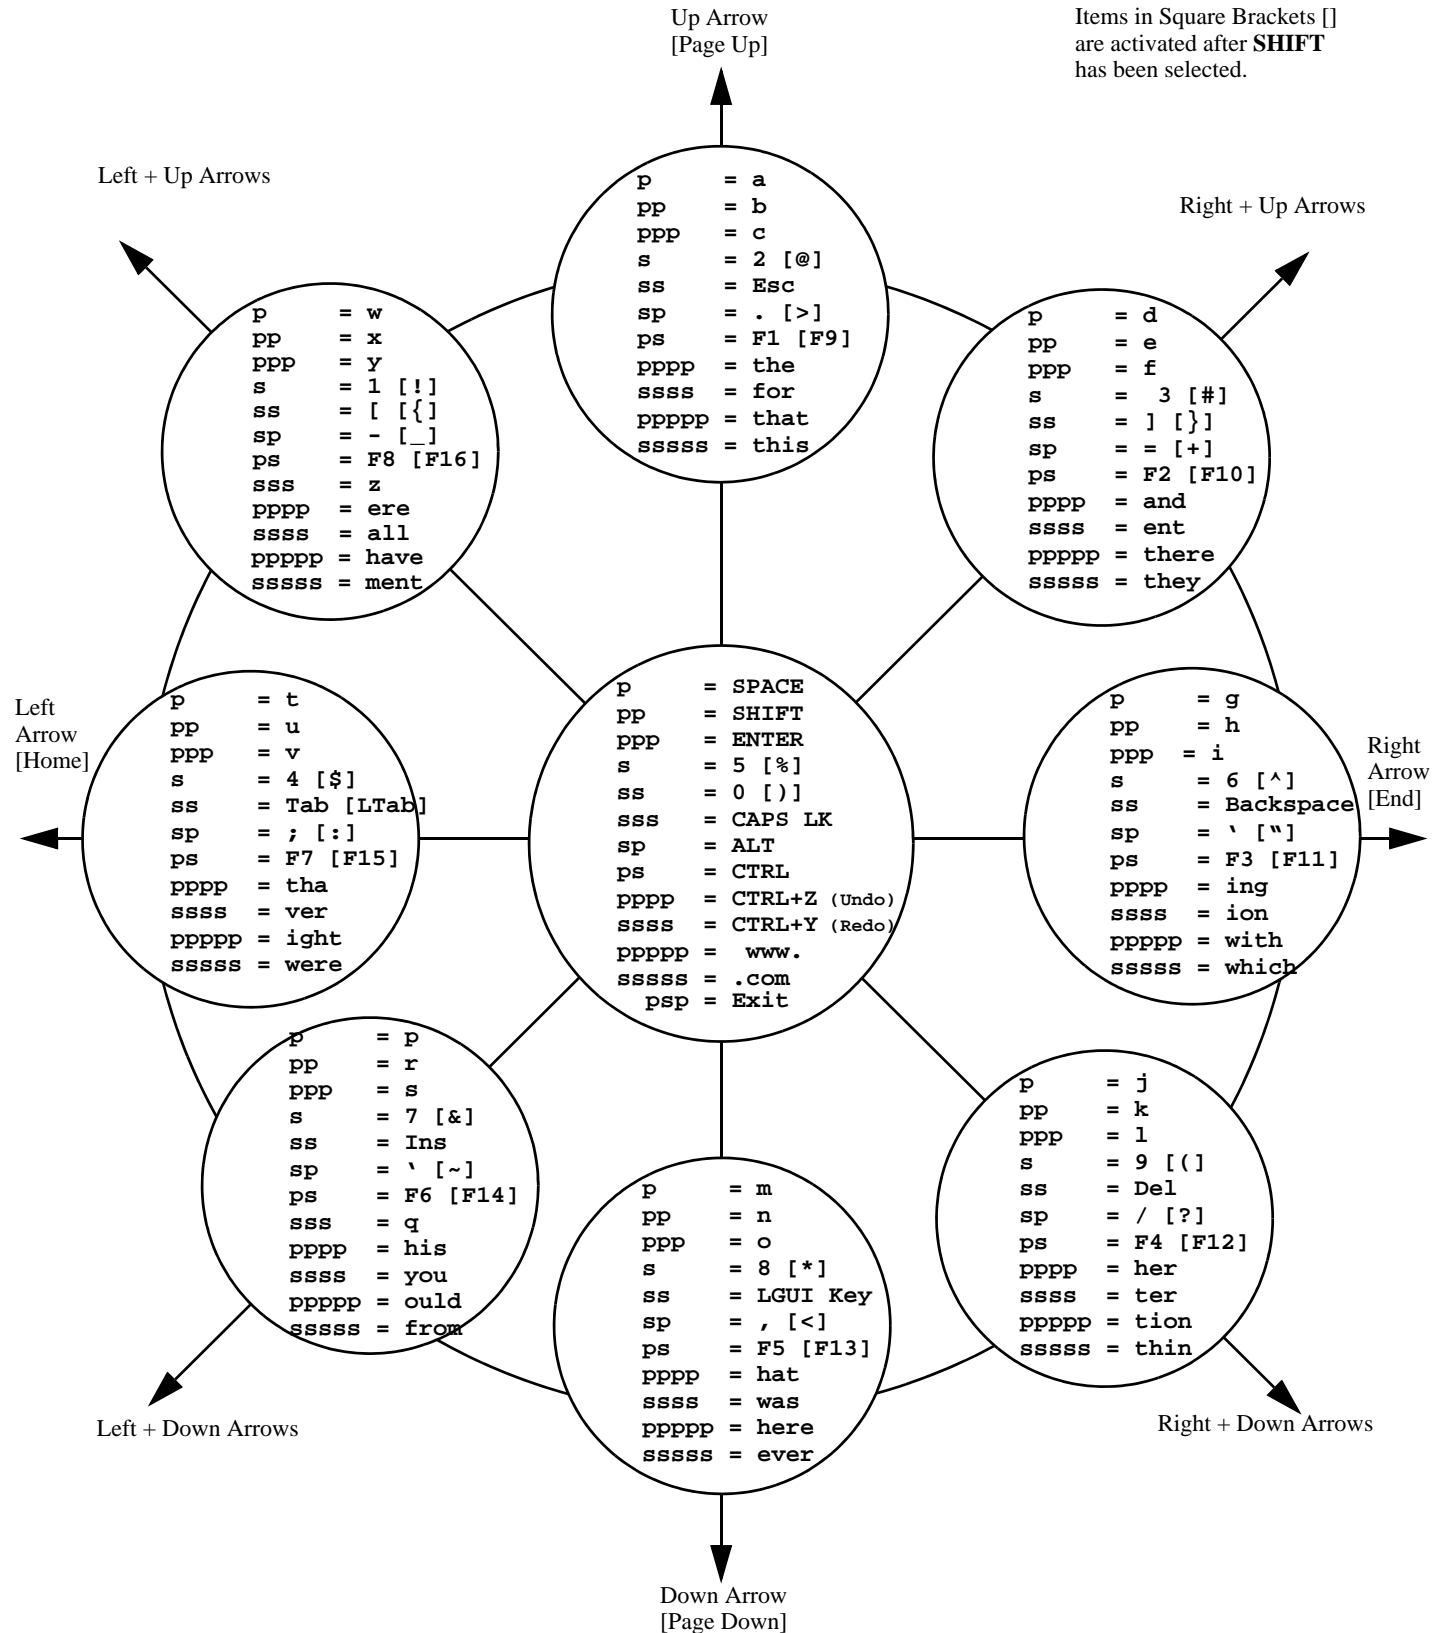 Up Arrow
[Page Up]
Items in Square Brackets []
are activated after SHIFT
has been selected.
Left + Up Arrows
Right + Up Arrows
p = a
pp = b
ppp = c
s = 2 [@]
ss = Esc
sp = . [>]
ps = F1 [F9]
pppp = the
ssss = for
ppppp = that
sssss = this
p = w
pp = x
ppp = y
s = 1 [!]
ss = [ [{]
sp = - [_]
ps = F8 [F16]
sss = z
pppp = ere
ssss = all
ppppp = have
sssss = ment
p = d
pp = e
ppp = f
s = 3 [#]
ss = ] [}]
sp = = [+]
ps = F2 [F10]
pppp = and
ssss = ent
ppppp = there
sssss = they
Left
Arrow
[Home]
p = t
pp = u
ppp = v
s = 4 [$]
ss = Tab [LTab]
sp = ; [:]
ps = F7 [F15]
pppp = tha
ssss = ver
ppppp = ight
sssss = were
p = SPACE
pp = SHIFT
ppp = ENTER
s = 5 [%]
ss = 0 [)]
sss = CAPS LK
sp = ALT
ps = CTRL
pppp = CTRL+Z (Undo)
ssss = CTRL+Y (Redo)
ppppp = www.
sssss = .com
psp = Exit
p = g
pp = h
ppp = i
s = 6 [^]
ss = Backspace
sp = ‘ [“]
ps = F3 [F11]
pppp = ing
ssss = ion
ppppp = with
sssss = which
Right
Arrow
[End]
p = p
pp = r
ppp = s
s = 7 [&]
ss = Ins
sp = ‘ [~]
ps = F6 [F14]
sss = q
pppp = his
ssss = you
ppppp = ould
sssss = from
p = m
pp = n
ppp = o
s = 8 [*]
ss = LGUI Key
sp = , [<]
ps = F5 [F13]
pppp = hat
ssss = was
ppppp = here
sssss = ever
p = j
pp = k
ppp = l
s = 9 [(]
ss = Del
sp = / [?]
ps = F4 [F12]
pppp = her
ssss = ter
ppppp = tion
sssss = thin
Left + Down Arrows
Right + Down Arrows
Down Arrow
[Page Down]